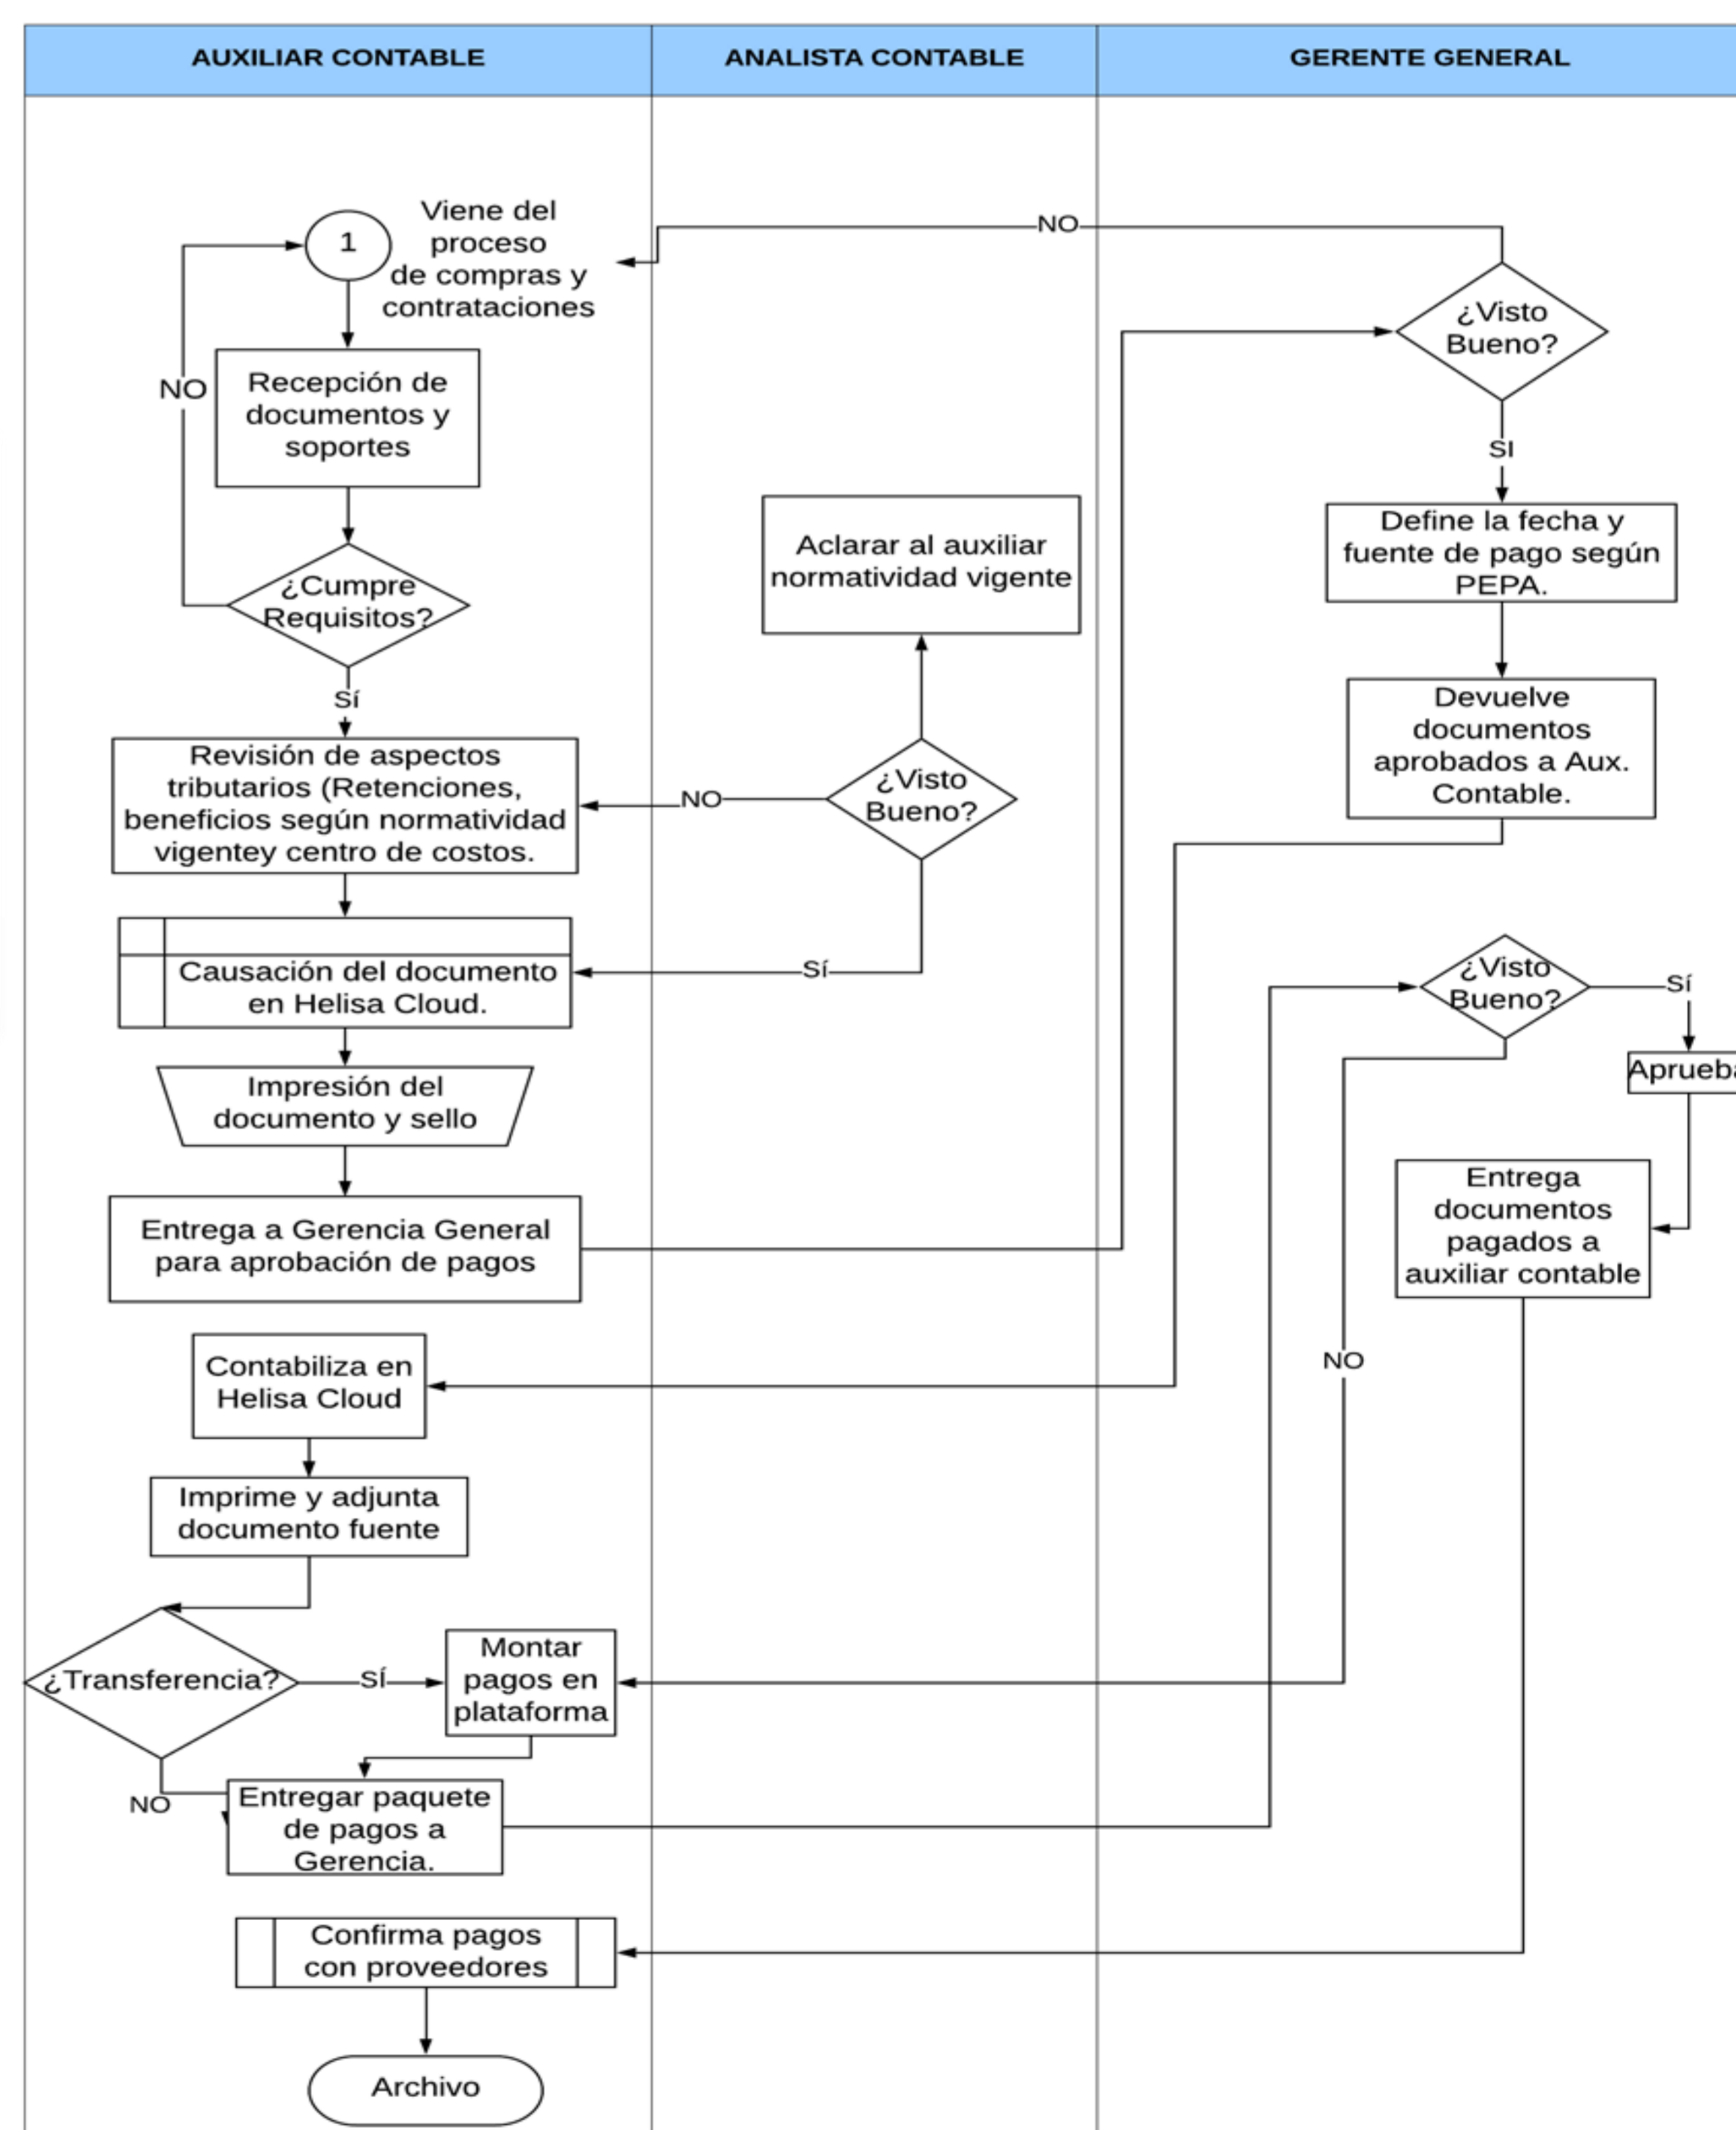 AUXILIAR CONTABLE
ANALISTA CONTABLE
GERENTE GENERAL
1
Viene del
proceso
de compras y
contrataciones
NO
¿Visto
Bueno?
NO
Recepción de
documentos y
soportes
SI
Define la fecha y
fuente de pago según
PEPA.
Aclarar al auxiliar
normatividad vigente
¿Cumpre
Requisitos?
Sí
Devuelve
documentos
aprobados a Aux.
Contable.
Revisión de aspectos
tributarios (Retenciones,
beneficios según normatividad
vigentey centro de costos.
NO
¿Visto
Bueno?
Causación del documento
en Helisa Cloud.
Sí
¿Visto
Bueno?
Sí
Impresión del
documento y sello
Aprueba
Entrega a Gerencia General
para aprobación de pagos
Entrega
documentos
pagados a
auxiliar contable
Contabiliza en
Helisa Cloud
NO
Imprime y adjunta
documento fuente
¿Transferencia?
SÍ
Montar
pagos en
plataforma
NO
Entregar paquete
de pagos a
Gerencia.
Confirma pagos
con proveedores
Archivo